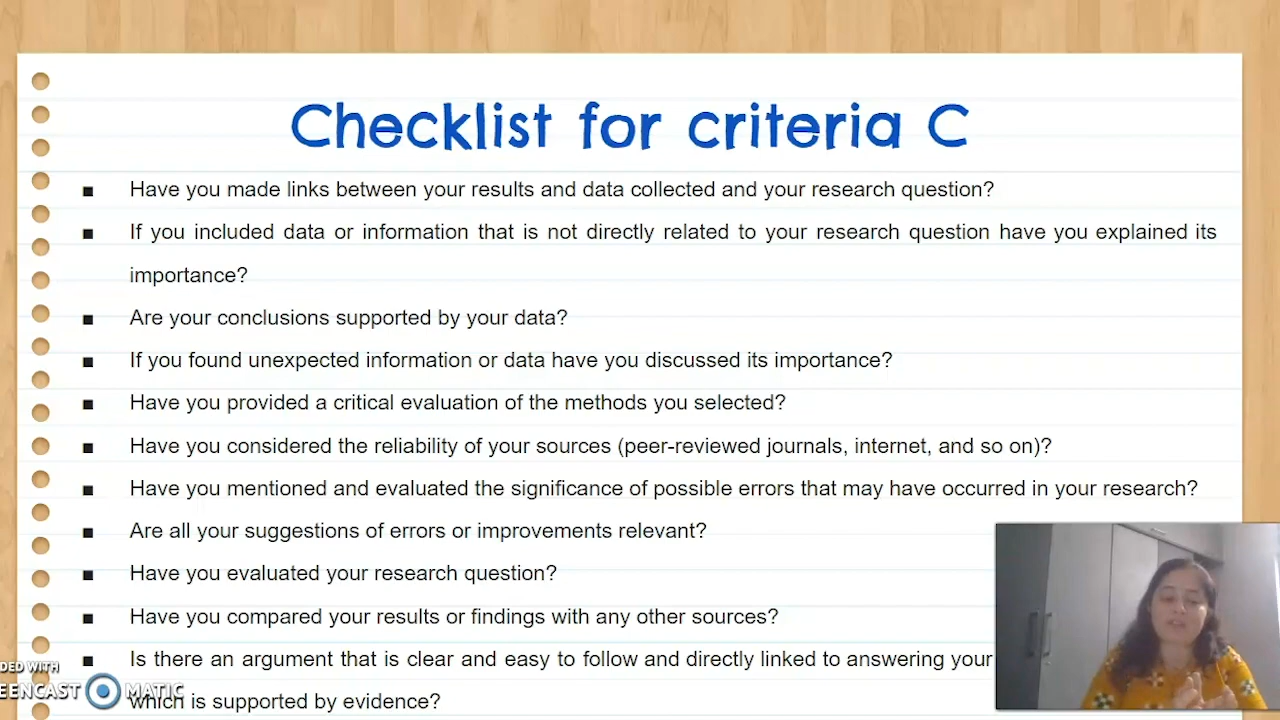 Checklist for criteria C
▪ Have you made links between your results and data collected and your research question?
▪ If you included data or information that is not directly related to your research question have you explained its
importance?
▪ Are your conclusions supported by your data?
▪ If you found unexpected information or data have you discussed its importance?
▪ Have you provided a critical evaluation of the methods you selected?
▪ Have you considered the reliability of your sources (peer-reviewed journals, internet, and so on)?
▪ Have you mentioned and evaluated the significance of possible errors that may have occurred in your research?
▪ Are all your suggestions of errors or improvements relevant?
▪ Have you evaluated your research question?
▪ Have you compared your results or findings with any other sources?
▪ Is there an argument that is clear and easy to follow and directly linked to answering your
which is supported by evidence?
DED WITH
EENCAST MATIC